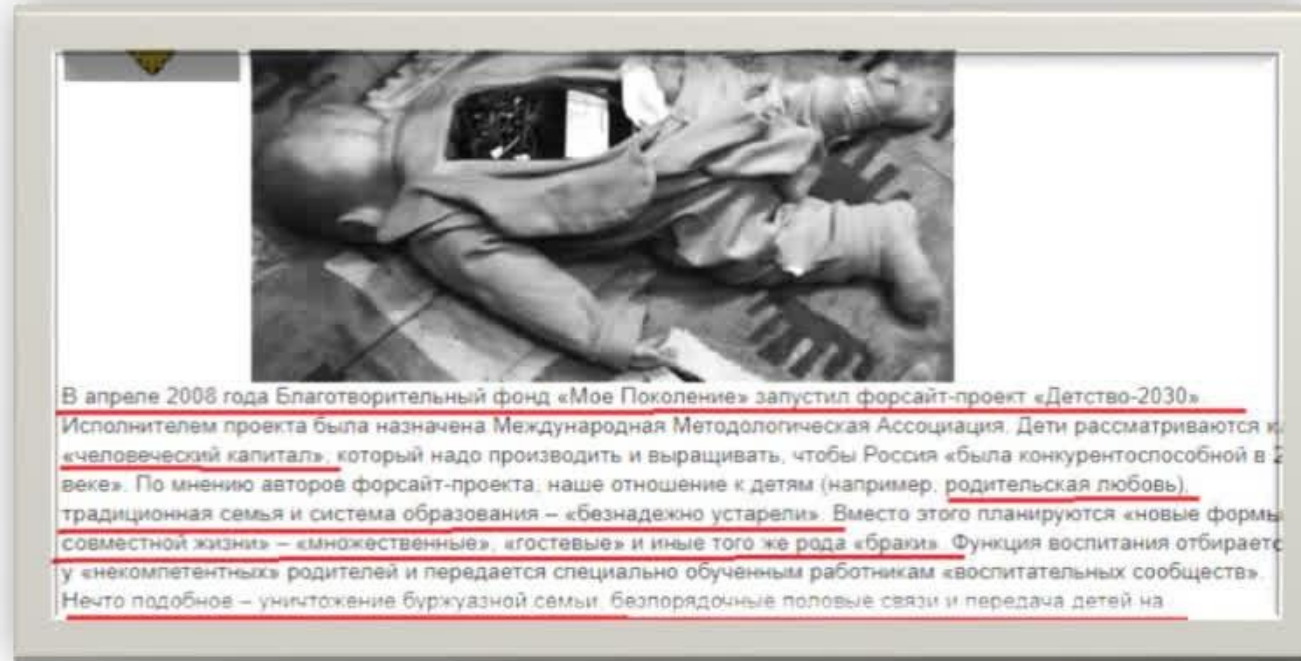 В апреле 2008 года Благотворительный фонд «Мое Поколение» запустил форсайт-проект «Детство-2030»
Исполнителем проекта была назначена Международная Методологическая Ассоциация. Дети рассматриваются
«человеческий капитал», который надо производить и выращивать, чтобы Россия «была конкурентоспособной в
веке». По мнению авторов форсайт-проекта, наше отношение к детям (например, родительская любовь),
традиционная семья и система образования – «безнадежно устарели». Вместо этого планируются «новые формы
совместной жизни» – «множественные», «гостевые» и иные того же рода «браки». Функция воспитания отбирается
у «некомпетентных» родителей и передается специально обученным работникам «воспитательных сообществ».
Нечто подобное – уничтожение буржуазной семьи, безпорядочные половые связи и передача детей на